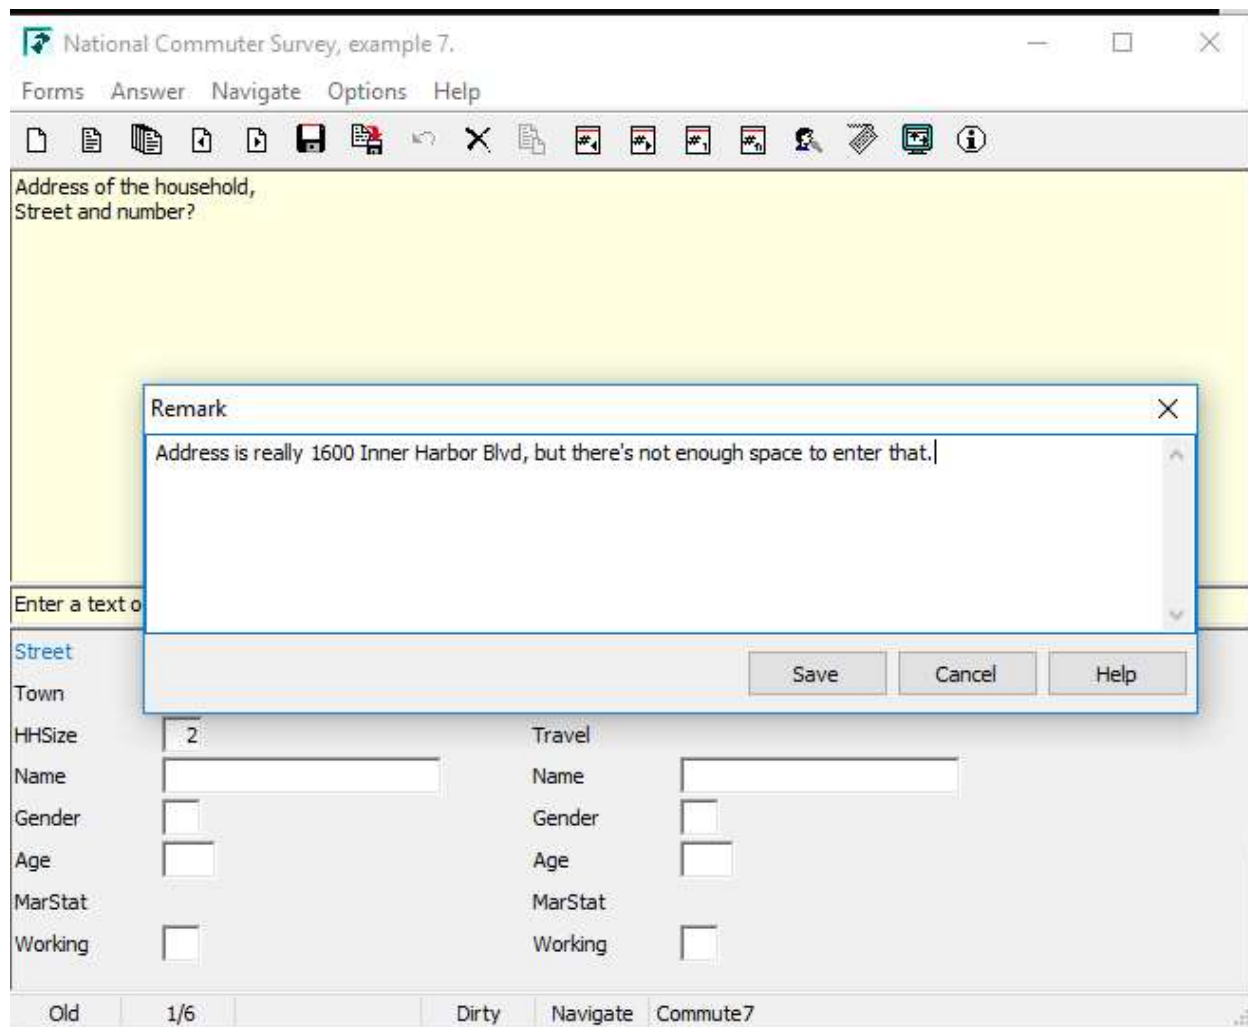 National Commuter Survey, example 7.
Forms Answer Navigate Options Help
Address of the household,
Street and number?
Remark
Address is really 1600 Inner Harbor Blvd, but there's not enough space to enter that.
Enter a text o
Save Cancel Help
Street
Town
HHSize 2 Travel
Name Name
Gender Gender
Age Age
MarStat MarStat
Working Working
Old 1/6 Dirty Navigate Commute7